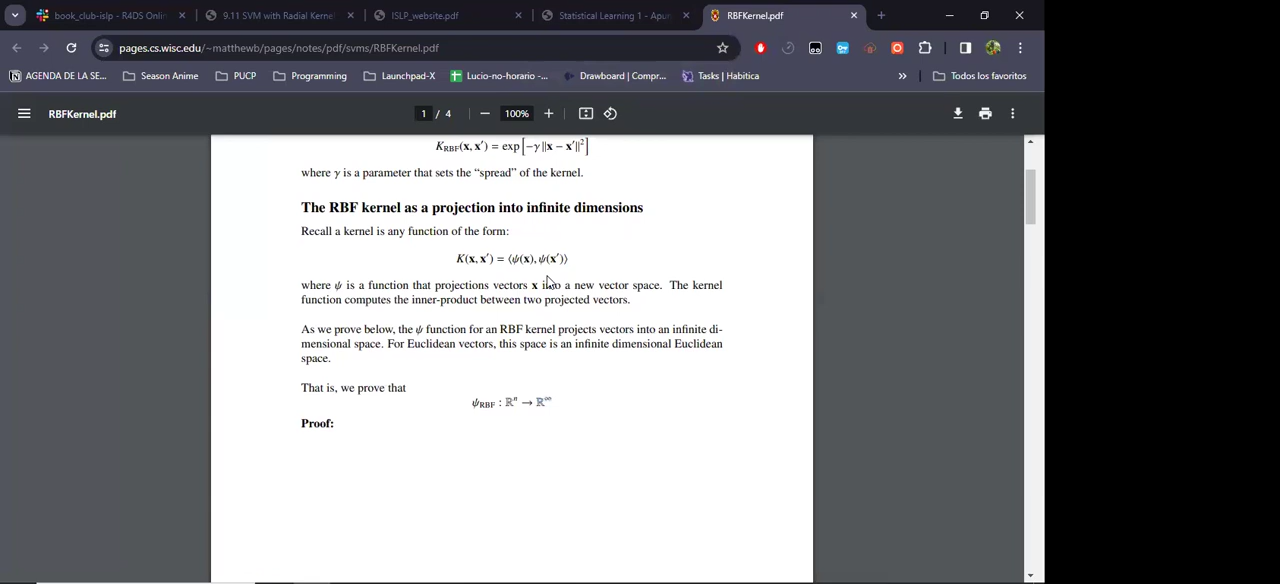 book_club-islp - R4DS Onlin
9.11 SVM with Radial Kernel
ISLP_website.pdf
Statistical Learning 1 - Apun
RBFKernel.pdf
pages.cs.wisc.edu/~matthewb/pages/notes/pdf/svms/RBFKernel.pdf
AGENDA DE LA SE... Season Anime PUCP Programming Launchpad-X Lucio-no-horario -... Drawboard | Compr... Tasks | Habitica » Todos los favoritos
RBFKernel.pdf 1 / 4 − 100% +
K_RBF(x, x′) = exp[−γ ||x − x′||²]
where γ is a parameter that sets the “spread” of the kernel.
The RBF kernel as a projection into infinite dimensions
Recall a kernel is any function of the form:
K(x, x′) = ⟨ψ(x), ψ(x′)⟩
where ψ is a function that projections vectors x into a new vector space. The kernel
function computes the inner-product between two projected vectors.
As we prove below, the ψ function for an RBF kernel projects vectors into an infinite di-
mensional space. For Euclidean vectors, this space is an infinite dimensional Euclidean
space.
That is, we prove that
ψ_RBF : ℝⁿ → ℝ^∞
Proof: